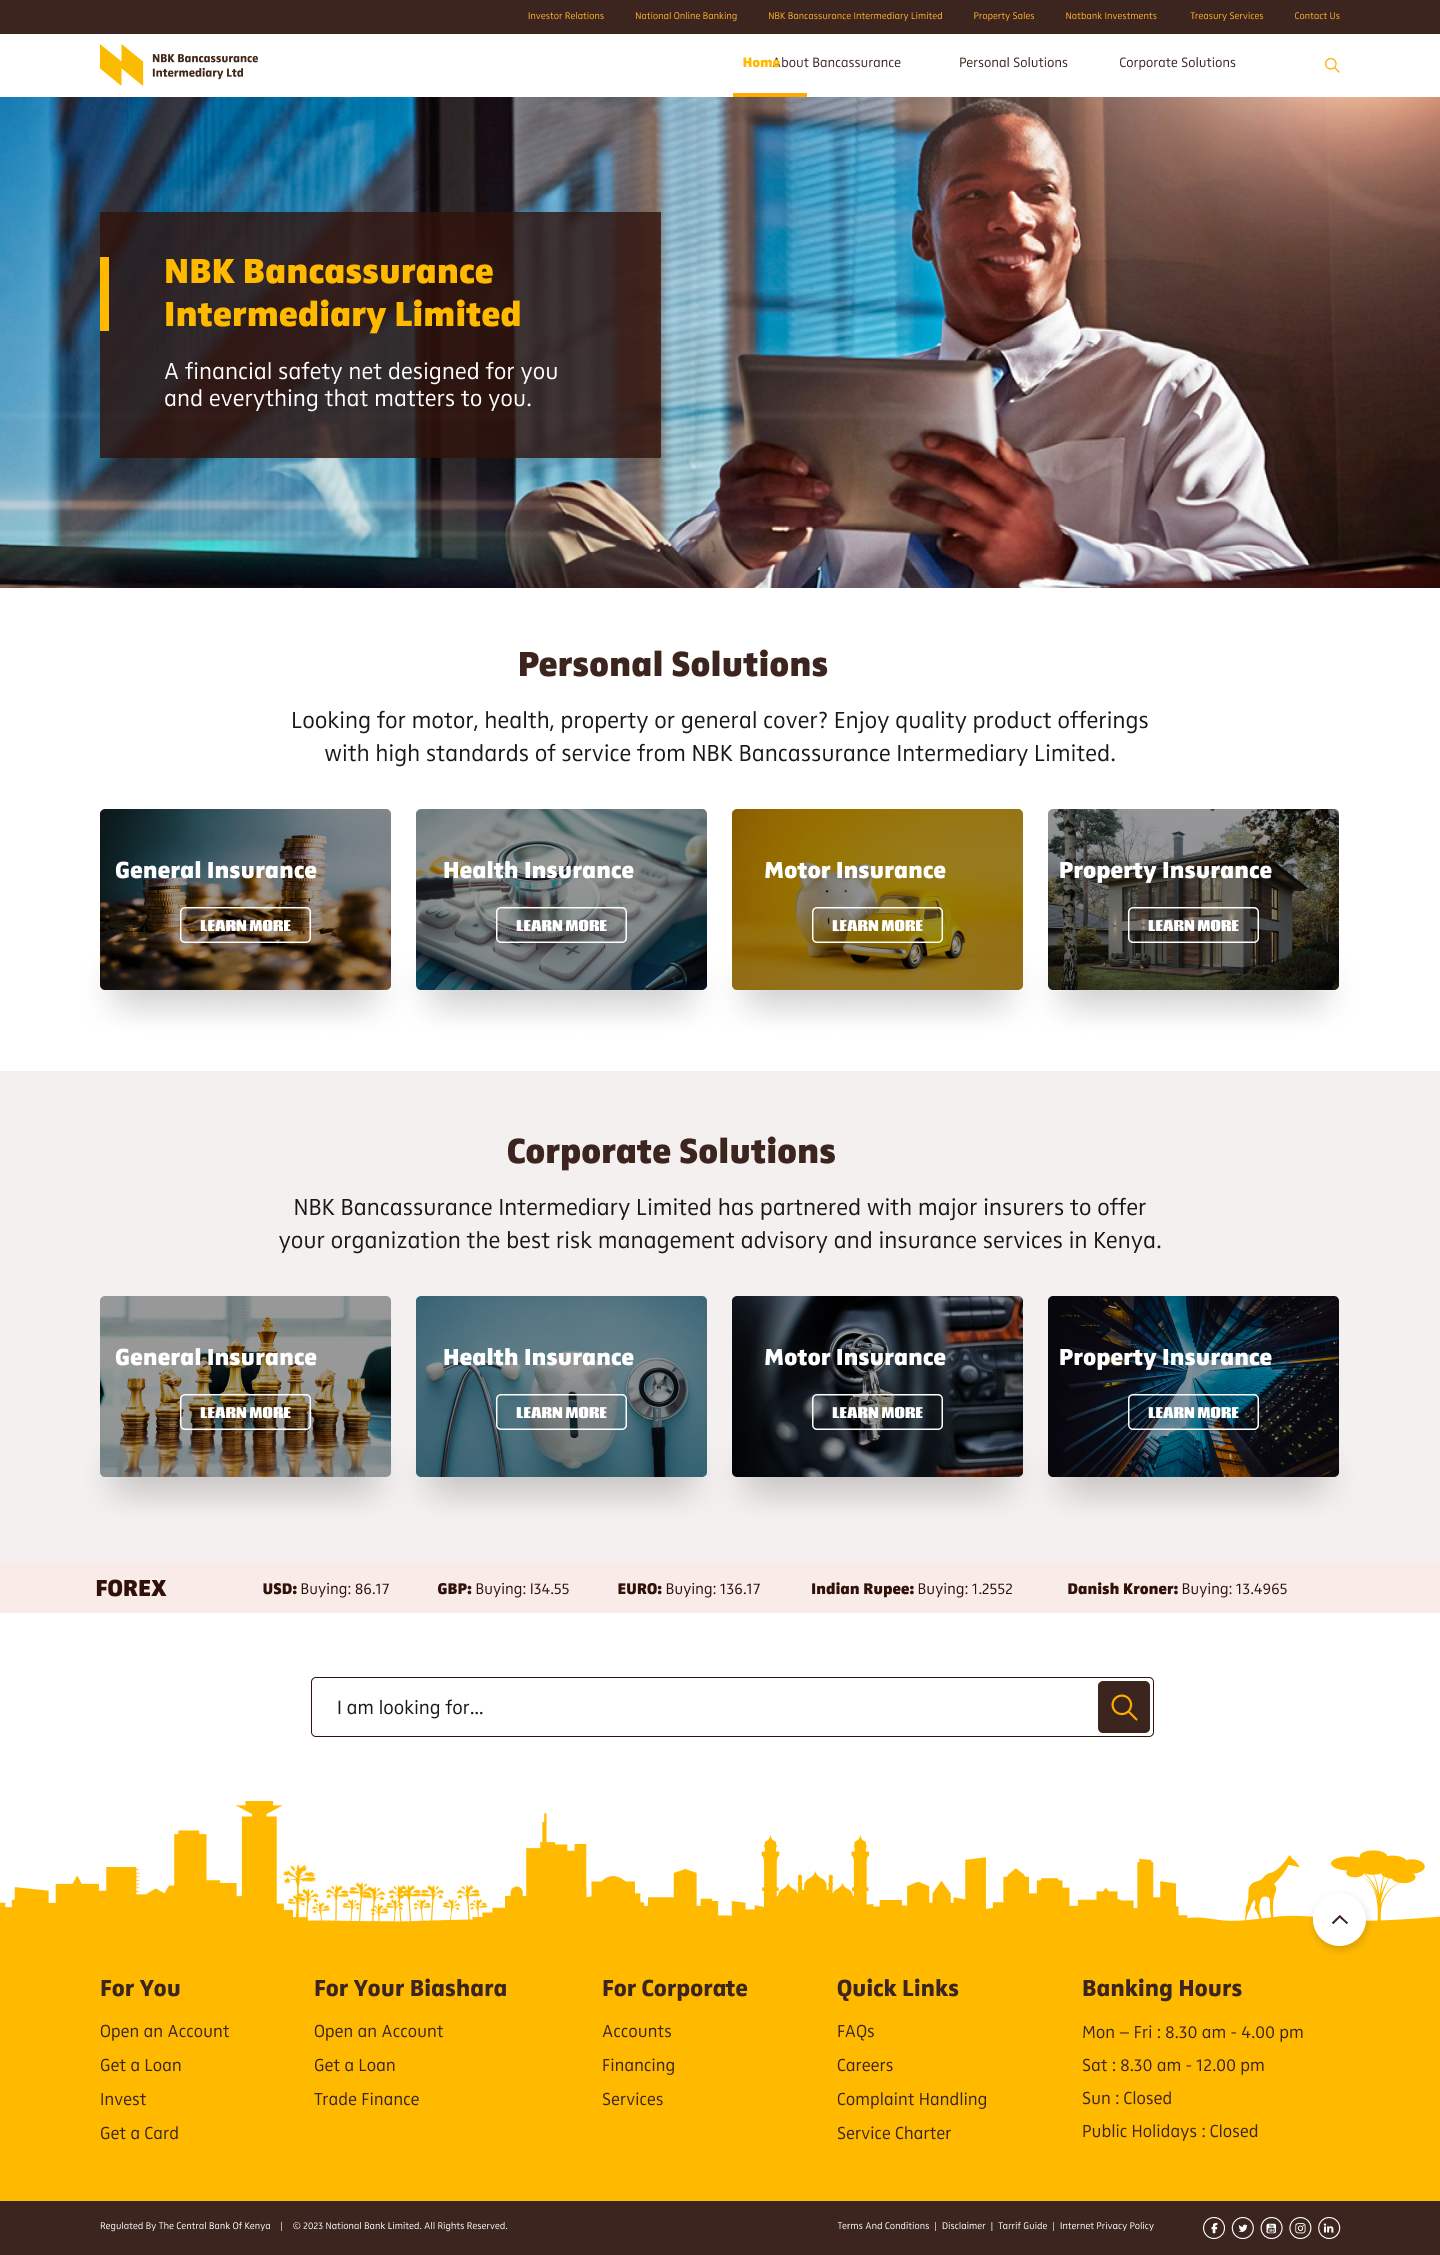 Investor Relations National Online Banking NBK Bancassurance Intermediary Limited Property Sales Natbank Investments Treasury Services Contact Us
NBK Bancassurance
Intermediary Ltd
Home About Bancassurance Personal Solutions Corporate Solutions
NBK Bancassurance
Intermediary Limited
A financial safety net designed for you
and everything that matters to you.
Personal Solutions
Looking for motor, health, property or general cover? Enjoy quality product offerings
with high standards of service from NBK Bancassurance Intermediary Limited.
General Insurance Health Insurance Motor Insurance Property Insurance
LEARN MORE LEARN MORE LEARN MORE LEARN MORE
Corporate Solutions
NBK Bancassurance Intermediary Limited has partnered with major insurers to offer
your organization the best risk management advisory and insurance services in Kenya.
General Insurance Health Insurance Motor Insurance Property Insurance
LEARN MORE LEARN MORE LEARN MORE LEARN MORE
FOREX USD: Buying: 86.17 GBP: Buying: I34.55 EURO: Buying: 136.17 Indian Rupee: Buying: 1.2552 Danish Kroner: Buying: 13.4965
I am looking for...
For You
Open an Account
Get a Loan
Invest
Get a Card
For Your Biashara
Open an Account
Get a Loan
Trade Finance
For Corporate
Accounts
Financing
Services
Quick Links
FAQs
Careers
Complaint Handling
Service Charter
Banking Hours
Mon – Fri : 8.30 am - 4.00 pm
Sat : 8.30 am - 12.00 pm
Sun : Closed
Public Holidays : Closed
Regulated By The Central Bank Of Kenya | © 2023 National Bank Limited. All Rights Reserved. Terms And Conditions | Disclaimer | Tarrif Guide | Internet Privacy Policy